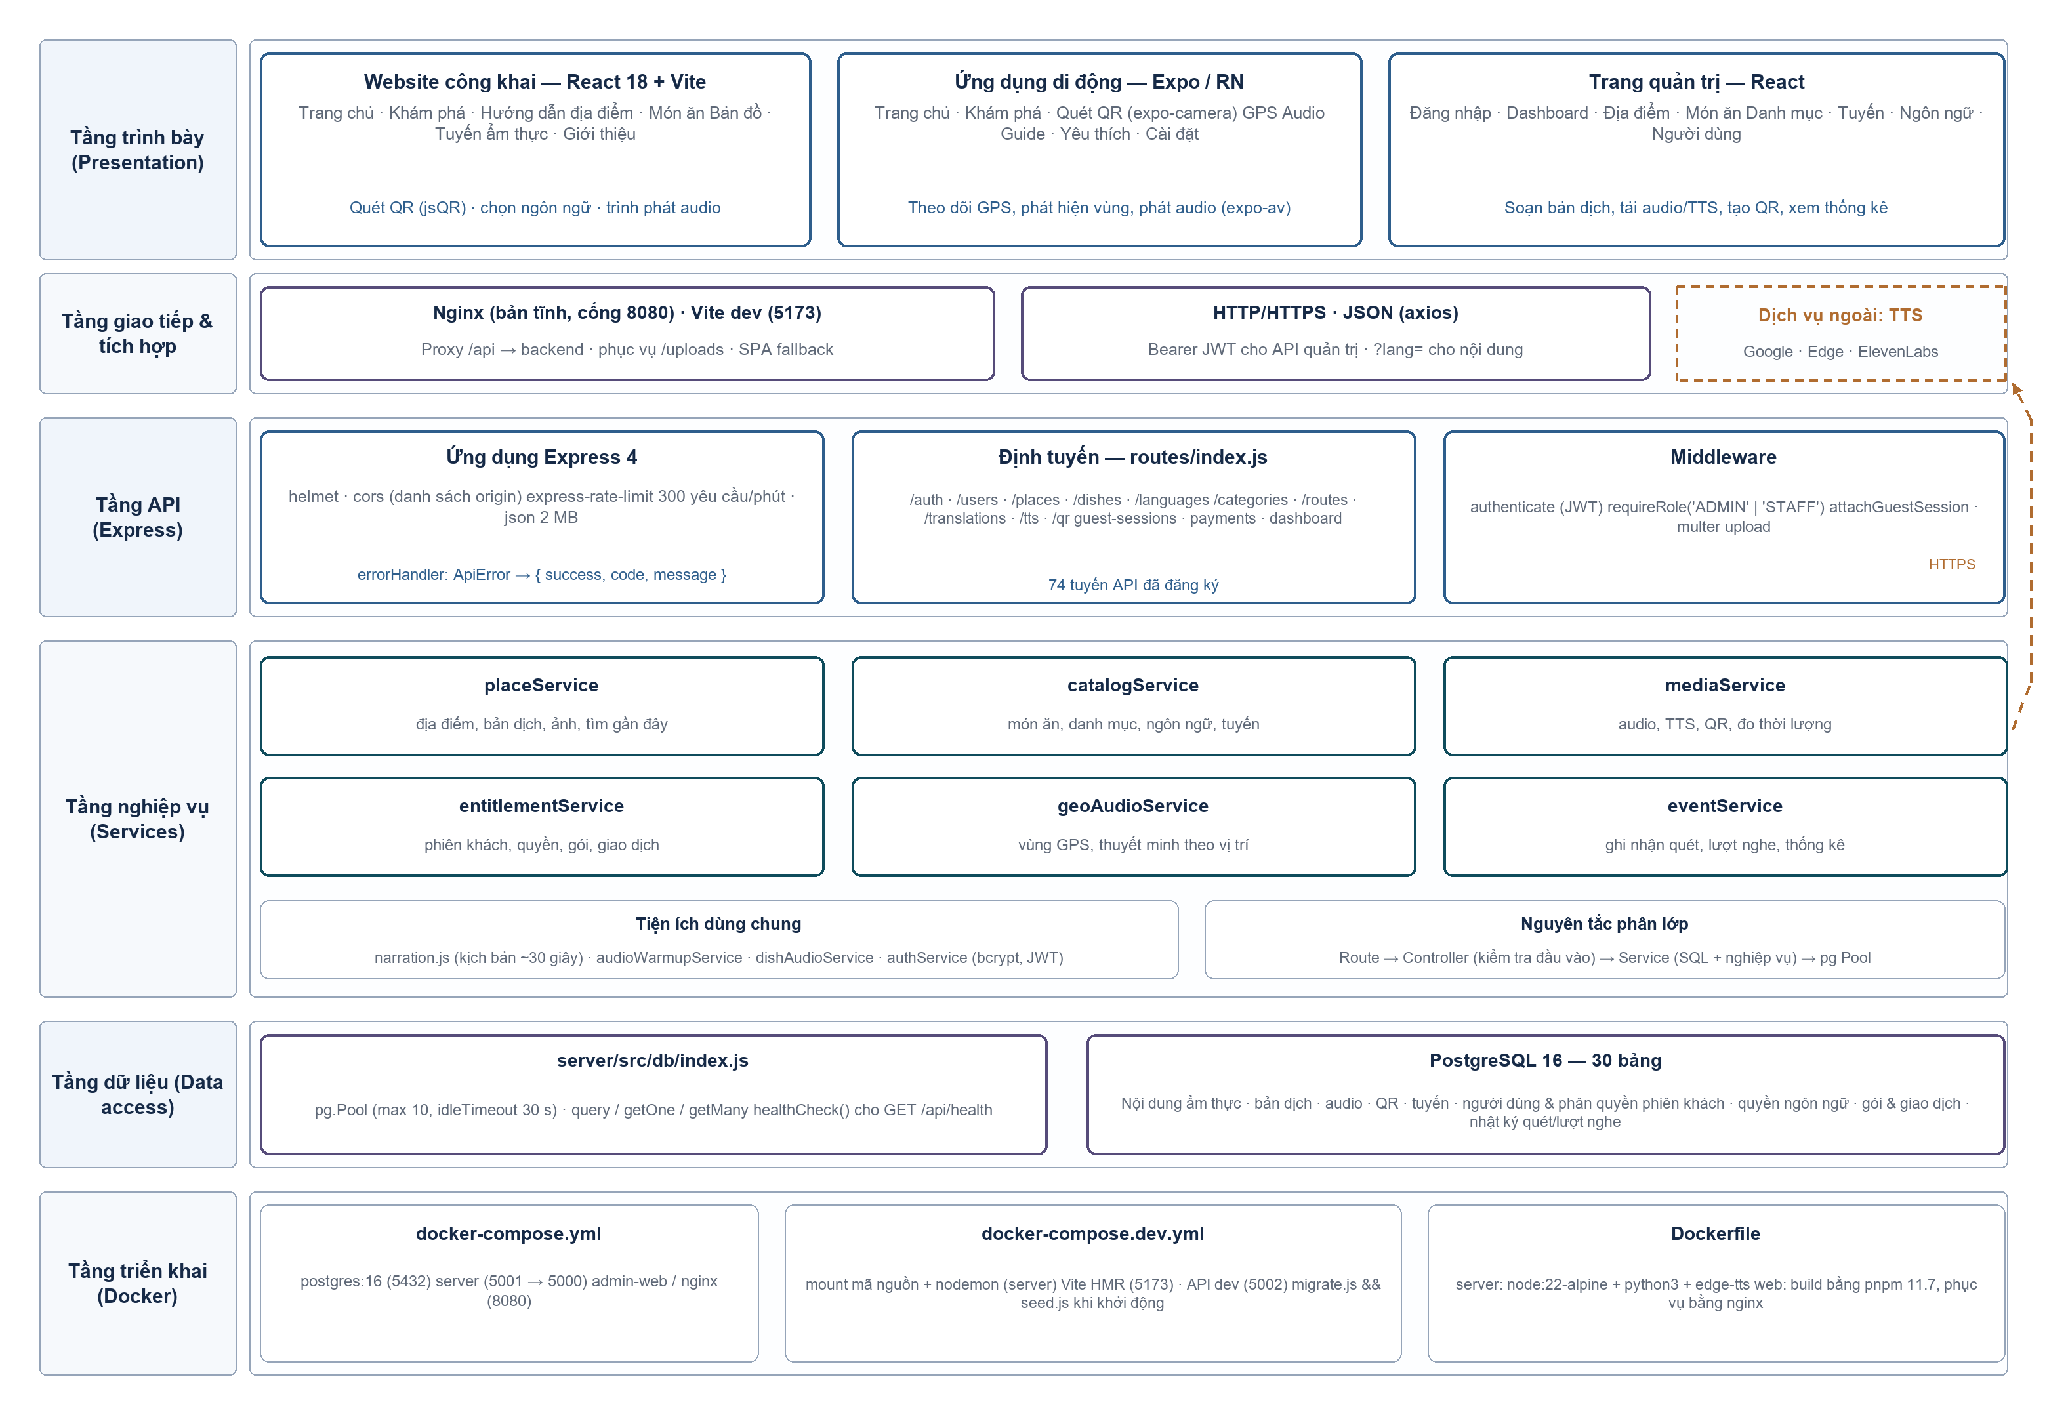 Tầng trình bày
(Presentation)
Website công khai — React 18 + Vite
Trang chủ · Khám phá · Hướng dẫn địa điểm · Món ăn Bản đồ ·
Tuyến ẩm thực · Giới thiệu
Quét QR (jsQR) · chọn ngôn ngữ · trình phát audio
Ứng dụng di động — Expo / RN
Trang chủ · Khám phá · Quét QR (expo-camera) GPS Audio
Guide · Yêu thích · Cài đặt
Theo dõi GPS, phát hiện vùng, phát audio (expo-av)
Trang quản trị — React
Đăng nhập · Dashboard · Địa điểm · Món ăn Danh mục · Tuyến · Ngôn ngữ ·
Người dùng
Soạn bản dịch, tải audio/TTS, tạo QR, xem thống kê
Tầng giao tiếp &
tích hợp
Nginx (bản tĩnh, cổng 8080) · Vite dev (5173)
Proxy /api → backend · phục vụ /uploads · SPA fallback
HTTP/HTTPS · JSON (axios)
Bearer JWT cho API quản trị · ?lang= cho nội dung
Dịch vụ ngoài: TTS
Google · Edge · ElevenLabs
Tầng API
(Express)
Ứng dụng Express 4
helmet · cors (danh sách origin) express-rate-limit 300 yêu cầu/phút ·
json 2 MB
errorHandler: ApiError → { success, code, message }
Định tuyến — routes/index.js
/auth · /users · /places · /dishes · /languages /categories · /routes ·
/translations · /tts · /qr guest-sessions · payments · dashboard
74 tuyến API đã đăng ký
Middleware
authenticate (JWT) requireRole('ADMIN' | 'STAFF') attachGuestSession ·
multer upload
HTTPS
Tầng nghiệp vụ
(Services)
placeService
địa điểm, bản dịch, ảnh, tìm gần đây
catalogService
món ăn, danh mục, ngôn ngữ, tuyến
mediaService
audio, TTS, QR, đo thời lượng
entitlementService
phiên khách, quyền, gói, giao dịch
geoAudioService
vùng GPS, thuyết minh theo vị trí
eventService
ghi nhận quét, lượt nghe, thống kê
Tiện ích dùng chung
narration.js (kịch bản ~30 giây) · audioWarmupService · dishAudioService · authService (bcrypt, JWT)
Nguyên tắc phân lớp
Route → Controller (kiểm tra đầu vào) → Service (SQL + nghiệp vụ) → pg Pool
Tầng dữ liệu (Data
access)
server/src/db/index.js
pg.Pool (max 10, idleTimeout 30 s) · query / getOne / getMany healthCheck() cho GET /api/health
PostgreSQL 16 — 30 bảng
Nội dung ẩm thực · bản dịch · audio · QR · tuyến · người dùng & phân quyền phiên khách · quyền ngôn ngữ · gói & giao dịch ·
nhật ký quét/lượt nghe
Tầng triển khai
(Docker)
docker-compose.yml
postgres:16 (5432) server (5001 → 5000) admin-web / nginx
(8080)
docker-compose.dev.yml
mount mã nguồn + nodemon (server) Vite HMR (5173) · API dev (5002) migrate.js &&
seed.js khi khởi động
Dockerfile
server: node:22-alpine + python3 + edge-tts web: build bằng pnpm 11.7, phục
vụ bằng nginx